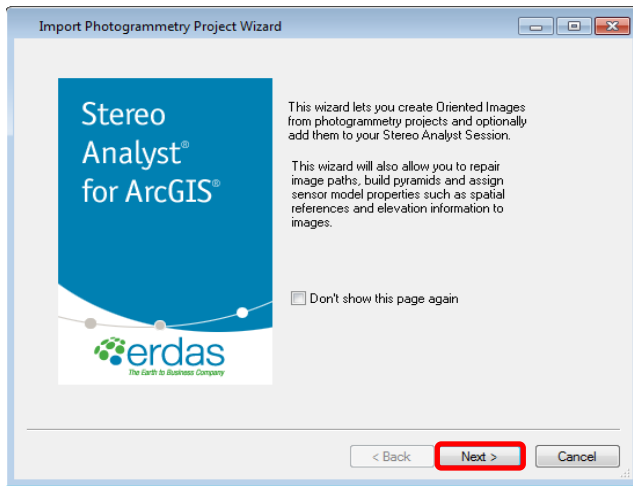 Import Photogrammetry Project Wizard
Stereo
Analyst®
for ArcGIS®
erdas
The Earth to Business Company
This wizard lets you create Oriented Images
from photogrammetry projects and optionally
add them to your Stereo Analyst Session.
This wizard will also allow you to repair
image paths, build pyramids and assign
sensor model properties such as spatial
references and elevation information to
images.
Don't show this page again
< Back
Next >
Cancel